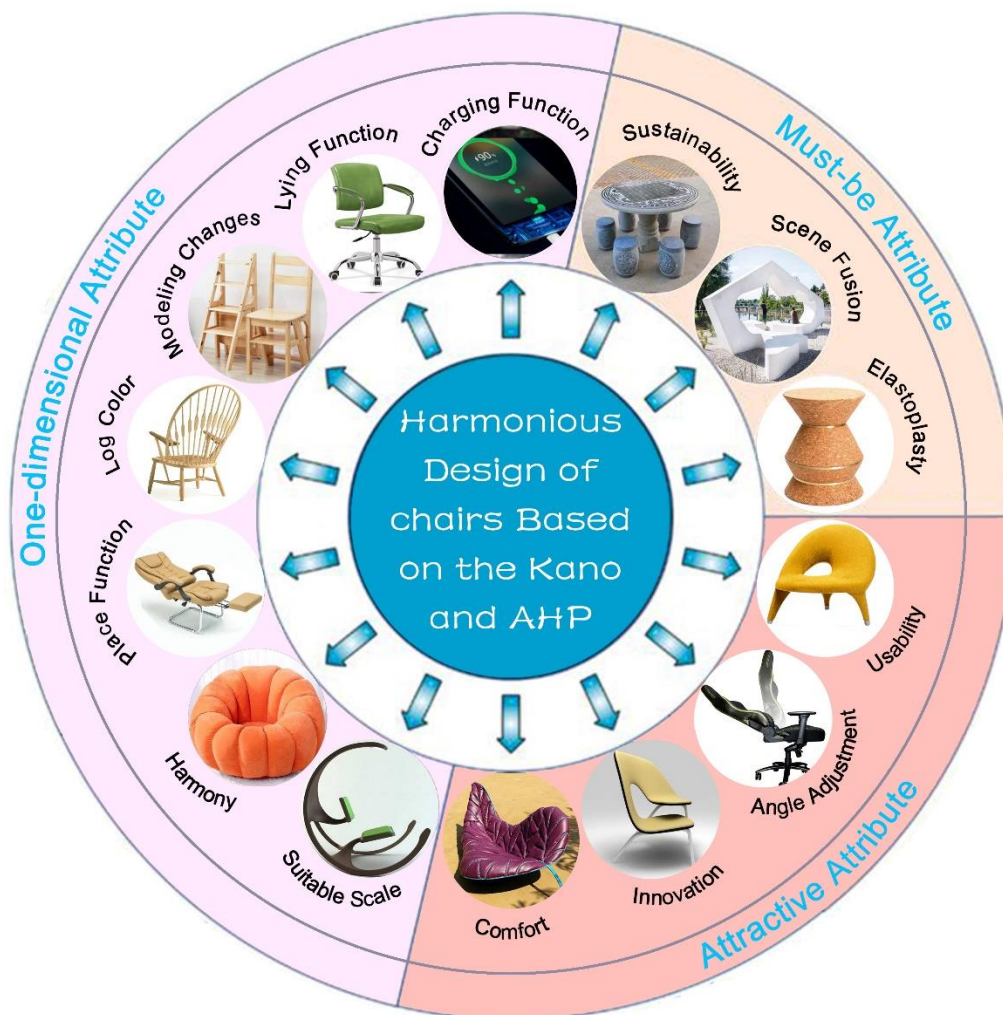 Harmonious
Design of
chairs Based
on the Kano
and AHP
One-dimensional Attribute
Charging Function
Lying Function
Modeling Changes
Log Color
Place Function
Harmony
Suitable Scale
Must-be Attribute
Sustainability
Scene Fusion
Elastoplasty
Attractive Attribute
Usability
Angle Adjustment
Innovation
Comfort
90%